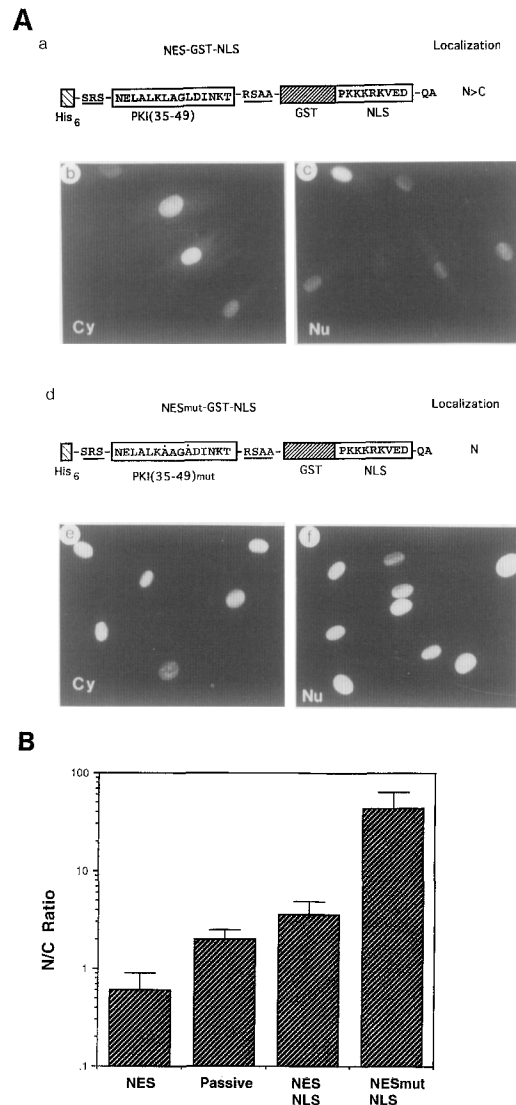 A
a
NES-GST-NLS
Localization
-SRS- NELALKLAGLDINKT -RSAA- PKKKRKVED -QA N>C
His6 PKI(35-49) GST NLS
b
c
Cy
Nu
d
NESmut-GST-NLS
Localization
-SRS- NELALKAAGADINKT -RSAA- PKKKRKVED -QA N
His6 PKI(35-49)mut GST NLS
e
f
Cy
Nu
B
100
10
1
.1
N/C Ratio
NES Passive NES NESmut
NLS NLS